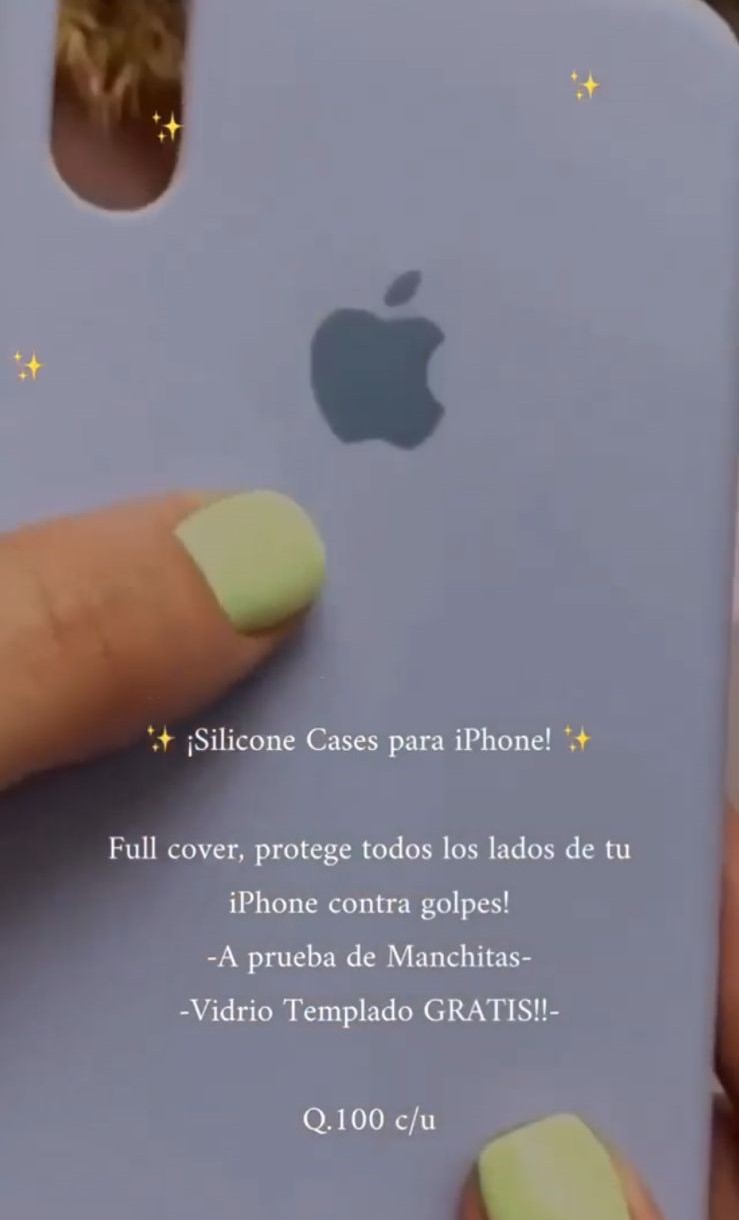 ✨ ¡Silicone Cases para iPhone! ✨
Full cover, protege todos los lados de tu
iPhone contra golpes!
-A prueba de Manchitas-
-Vidrio Templado GRATIS!!-
Q.100 c/u